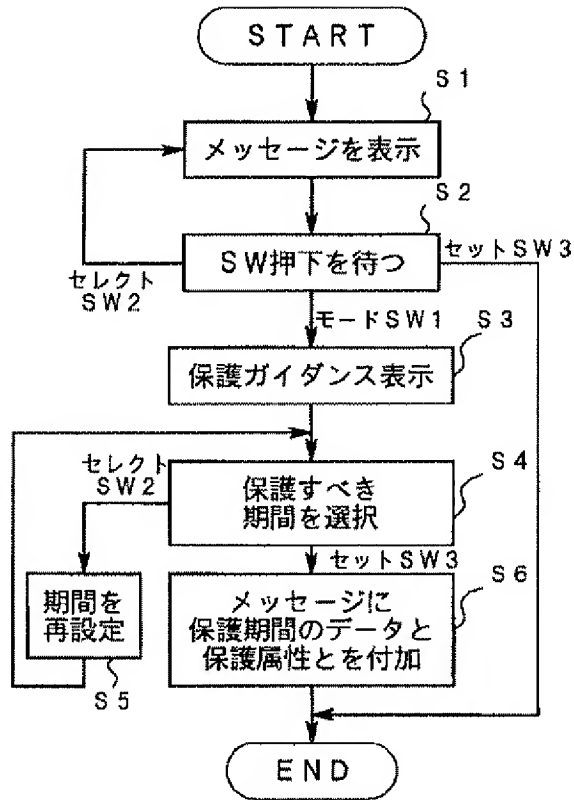 START
S1
メッセージを表示
S2
SW押下を待つ
セットSW3
セレクト
SW2
モードSW1
S3
保護ガイダンス表示
セレクト
SW2
S4
保護すべき
期間を選択
セットSW3
S6
期間を
再設定
S5
メッセージに
保護期間のデータと
保護属性とを付加
END